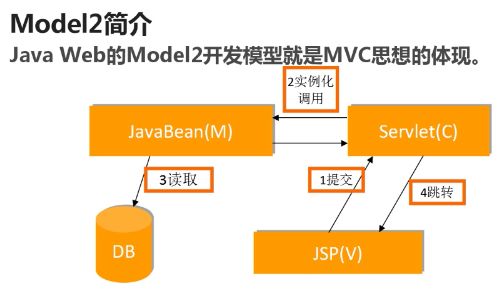 Model2简介
Java Web的Model2开发模型就是MVC思想的体现。
2实例化
调用
JavaBean(M)
Servlet(C)
3读取
1提交
4跳转
DB
JSP(V)